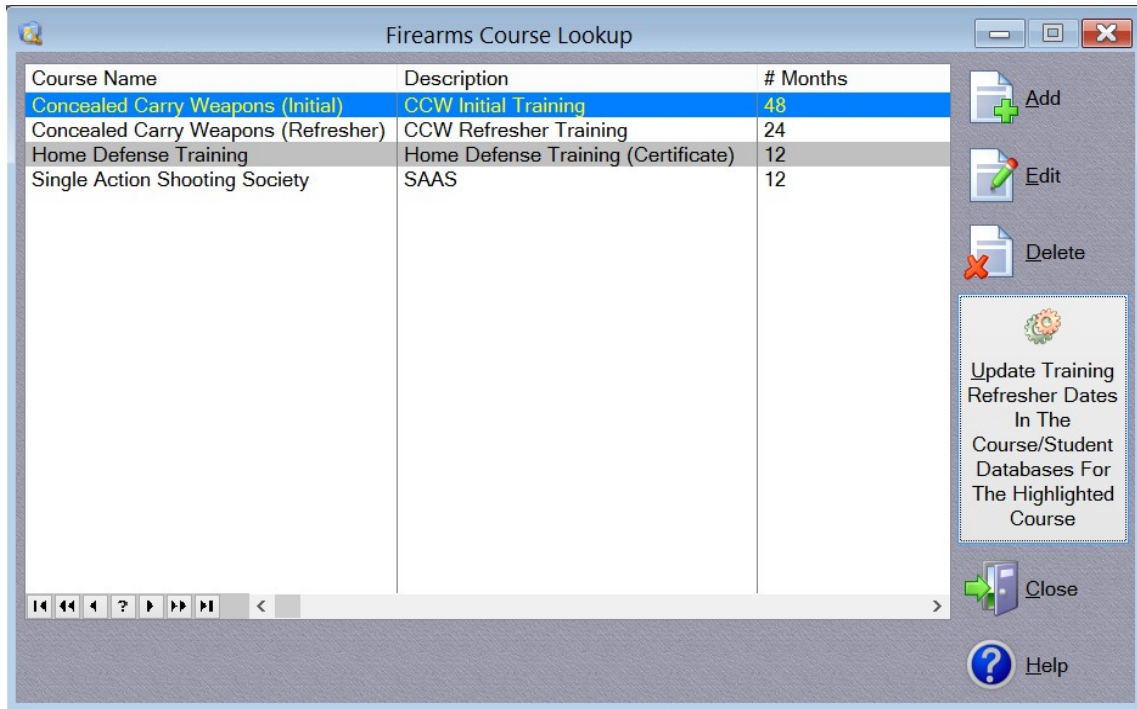 Firearms Course Lookup
Course Name Description # Months
Concealed Carry Weapons (Initial) CCW Initial Training 48
Concealed Carry Weapons (Refresher) CCW Refresher Training 24
Home Defense Training Home Defense Training (Certificate) 12
Single Action Shooting Society SAAS 12
Add
Edit
Delete
Update Training
Refresher Dates
In The
Course/Student
Databases For
The Highlighted
Course
Close
Help